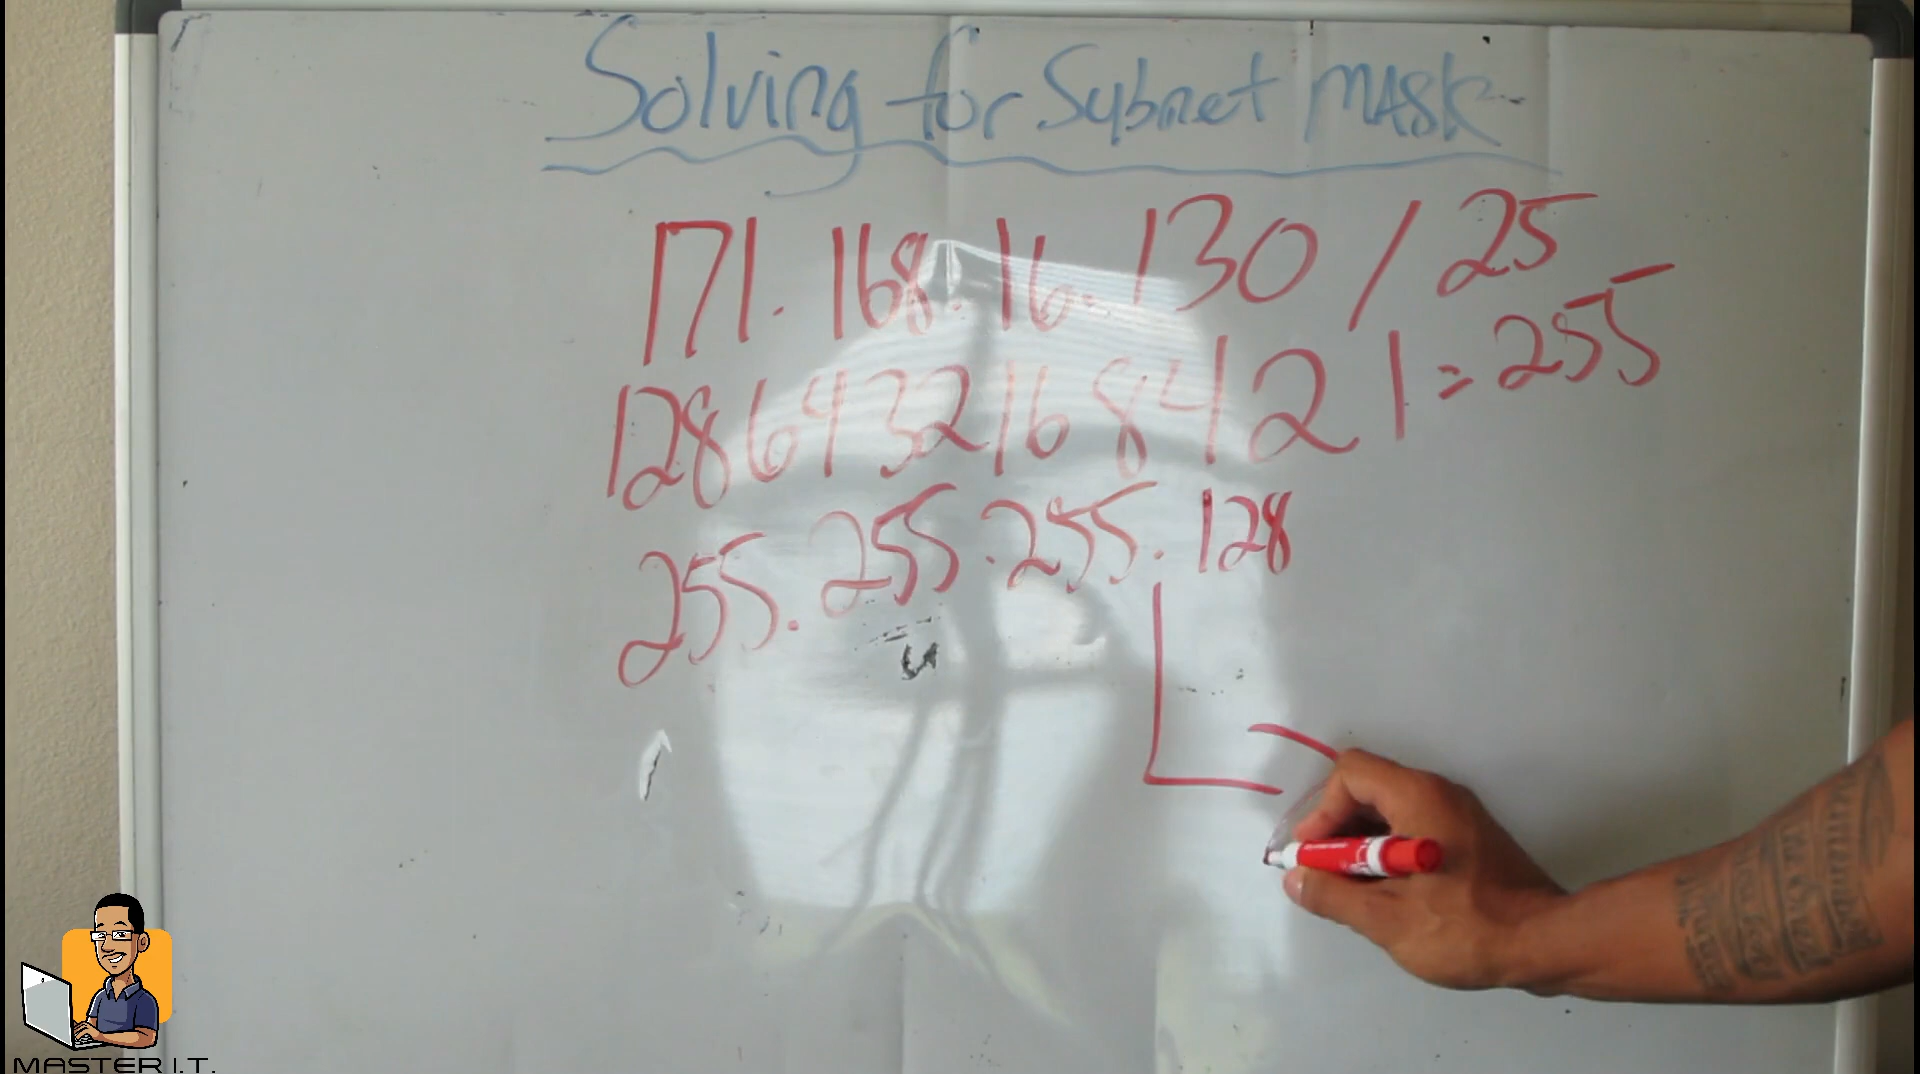 Solving for Subnet MASK
171.168.16.130 / 25
128 64 32 16 8 4 2 1 = 255
255.255.255.128
MASTER I.T.